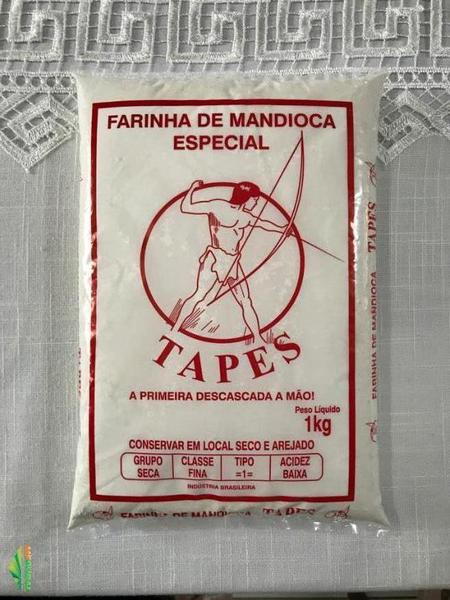 FARINHA DE MANDIOCA
ESPECIAL
TAPES
A PRIMEIRA DESCASCADA A MÃO!
Peso Líquido
1kg
CONSERVAR EM LOCAL SECO E AREJADO
GRUPO SECA
CLASSE FINA
TIPO =1=
ACIDEZ BAIXA
INDÚSTRIA BRASILEIRA
FARINHA DE MANDIOCA TAPES
FARINHA DE MANDIOCA TAPES